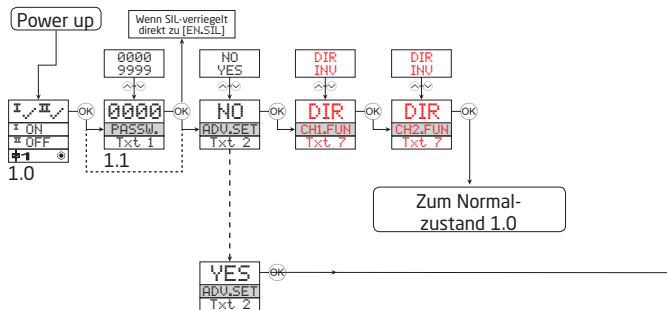 Power up
Wenn SIL-verriegelt
direkt zu [EN.SIL]
0000
9999
NO
YES
DIR
INV
DIR
INV
I / II /
I ON
II OFF
1
OK
0000
PASSW.
Txt 1
OK
NO
ADV.SET
Txt 2
OK
DIR
CH1.FUN
Txt 7
OK
DIR
CH2.FUN
Txt 7
OK
1.0
1.1
Zum Normal-
zustand 1.0
YES
ADV.SET
Txt 2
OK